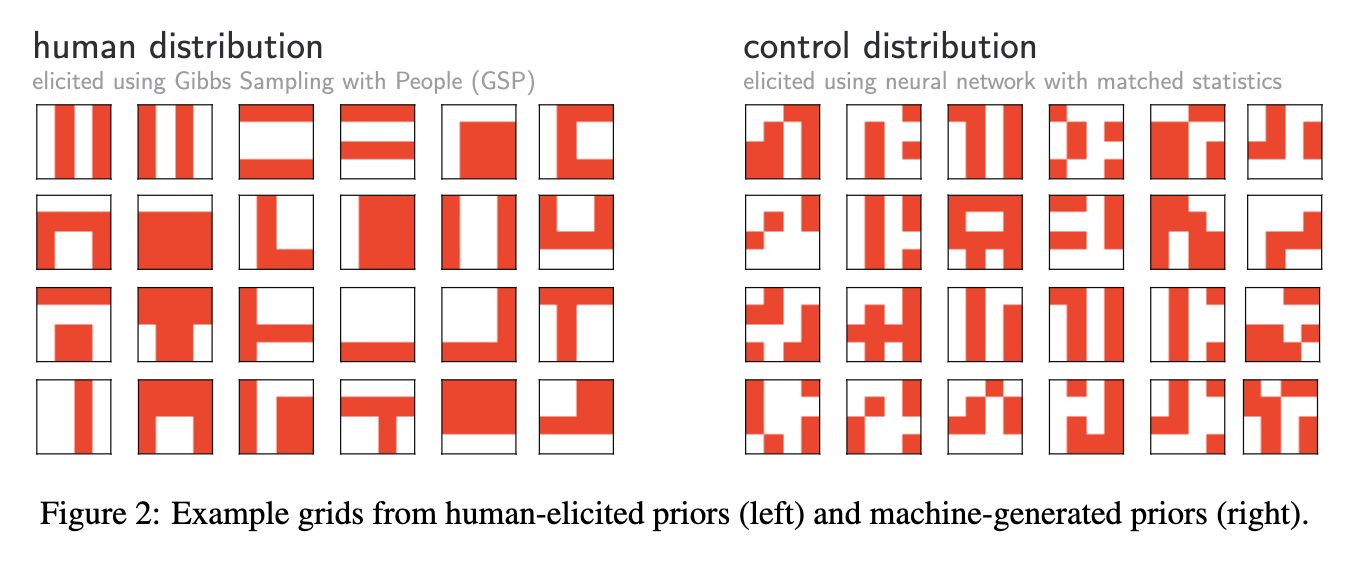 human distribution
elicited using Gibbs Sampling with People (GSP)
control distribution
elicited using neural network with matched statistics
Figure 2: Example grids from human-elicited priors (left) and machine-generated priors (right).